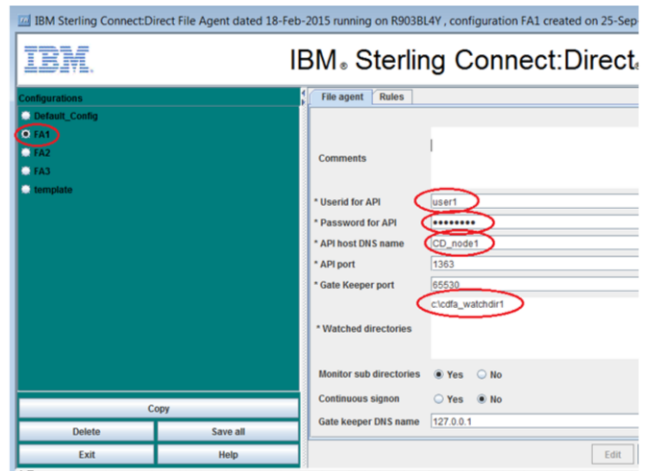 IBM Sterling Connect:Direct File Agent dated 18-Feb-2015 running on R903BL4Y , configuration FA1 created on 25-Sep-
IBM.
IBM® Sterling Connect:Direct®
Configurations
Default_Config
FA1
FA2
FA3
template
Copy
Delete Save all
Exit Help
File agent Rules
Comments
* Userid for API user1
* Password for API ••••••••
* API host DNS name CD_node1
* API port 1363
* Gate Keeper port 65530
* Watched directories c:\cdfa_watchdir1
Monitor sub directories Yes No
Continuous signon Yes No
Gate keeper DNS name 127.0.0.1
Edit